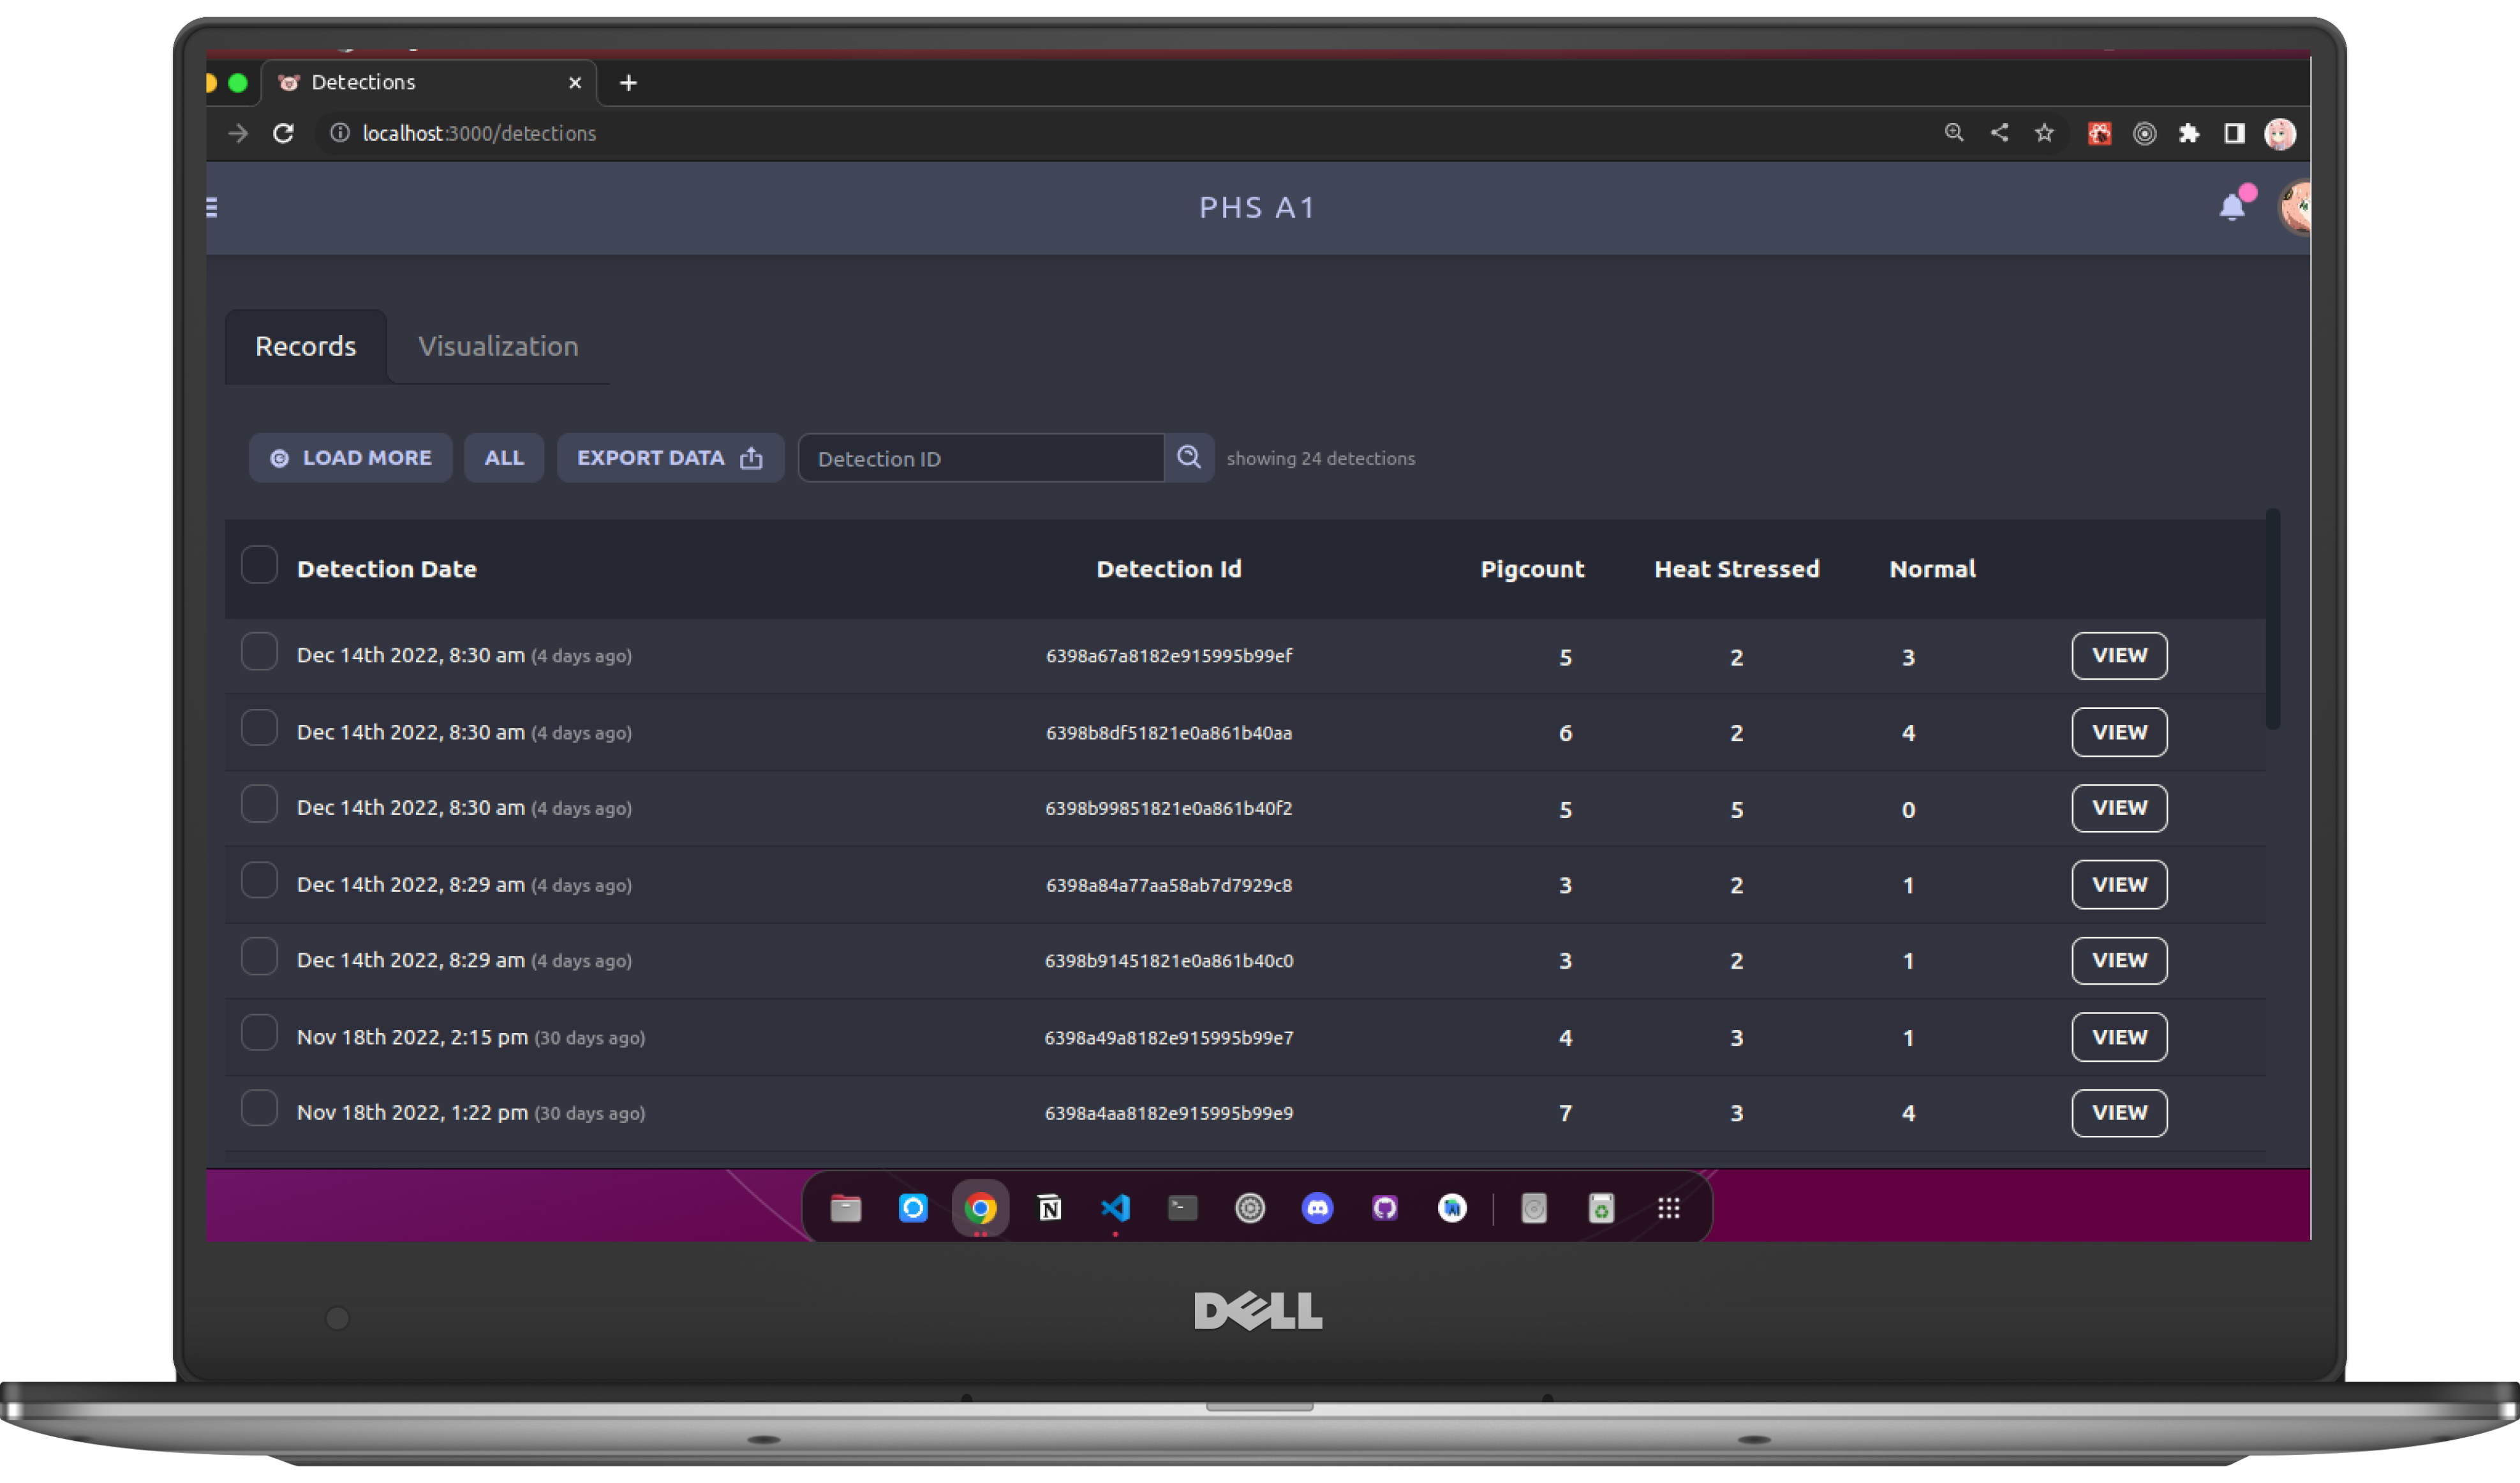 Detections
localhost:3000/detections
PHS A1
Records Visualization
LOAD MORE ALL EXPORT DATA Detection ID showing 24 detections
Detection Date Detection Id Pigcount Heat Stressed Normal
Dec 14th 2022, 8:30 am (4 days ago) 6398a67a8182e915995b99ef 5 2 3 VIEW
Dec 14th 2022, 8:30 am (4 days ago) 6398b8df51821e0a861b40aa 6 2 4 VIEW
Dec 14th 2022, 8:30 am (4 days ago) 6398b99851821e0a861b40f2 5 5 0 VIEW
Dec 14th 2022, 8:29 am (4 days ago) 6398a84a77aa58ab7d7929c8 3 2 1 VIEW
Dec 14th 2022, 8:29 am (4 days ago) 6398b91451821e0a861b40c0 3 2 1 VIEW
Nov 18th 2022, 2:15 pm (30 days ago) 6398a49a8182e915995b99e7 4 3 1 VIEW
Nov 18th 2022, 1:22 pm (30 days ago) 6398a4aa8182e915995b99e9 7 3 4 VIEW
DELL